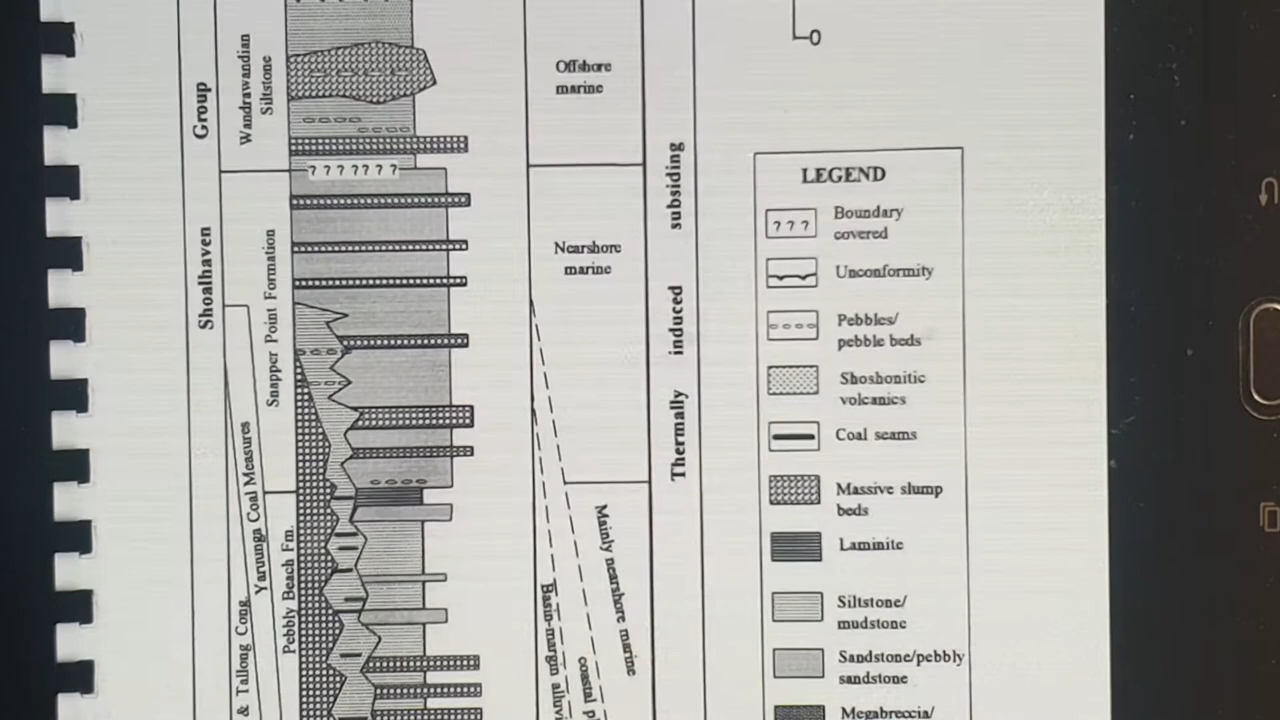 0
Group
Shoalhaven
Wandrawandian
Siltstone
Snapper Point Formation
Yarunga Coal Measures
Pebbly Beach Fm.
& Tallong Cong.
? ? ? ? ? ? ?
Offshore
marine
Nearshore
marine
Mainly nearshore marine
coastal
Basin-margin
Thermally induced subsiding
LEGEND
? ? ?
Boundary
covered
Unconformity
Pebbles/
pebble beds
Shoshonitic
volcanics
Coal seams
Massive slump
beds
Laminite
Siltstone/
mudstone
Sandstone/pebbly
sandstone
Megabreccia/